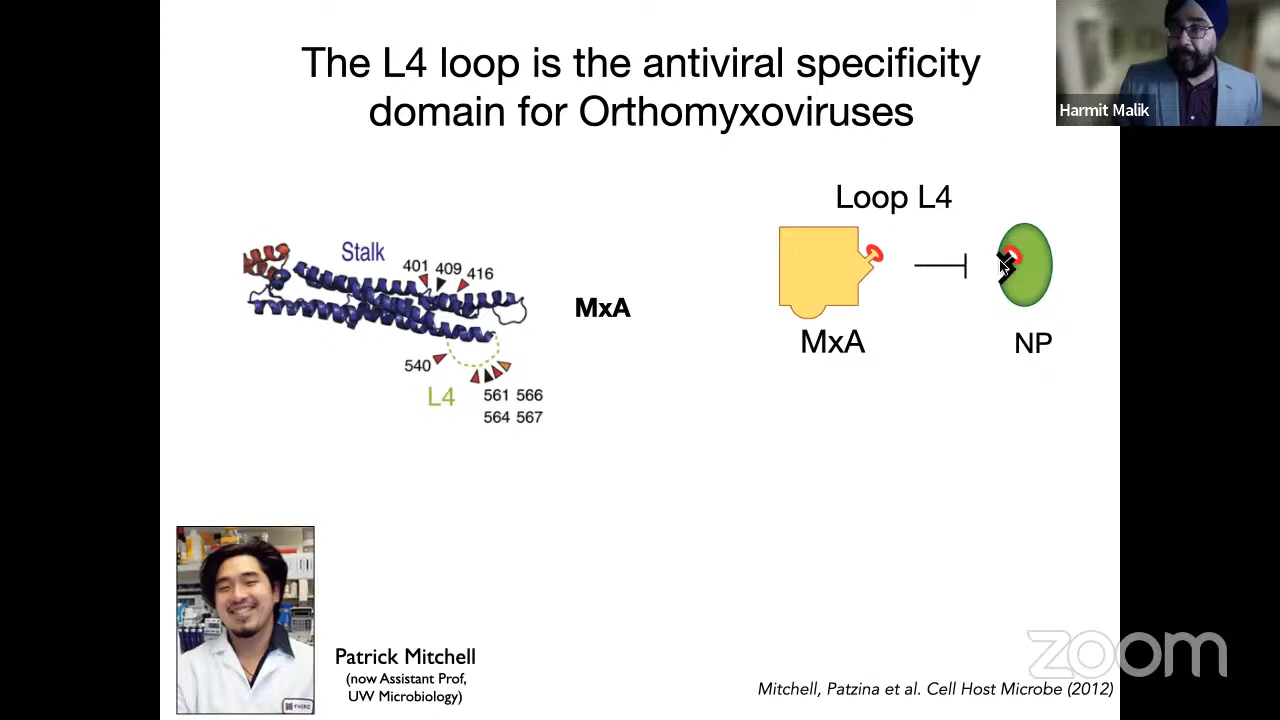 The L4 loop is the antiviral specificity
domain for Orthomyxoviruses
Harmit Malik
Loop L4
Stalk
401 409 416
MxA
MxA
NP
540
L4
561 566
564 567
Patrick Mitchell
(now Assistant Prof,
UW Microbiology)
zoom
Mitchell, Patzina et al. Cell Host Microbe (2012)